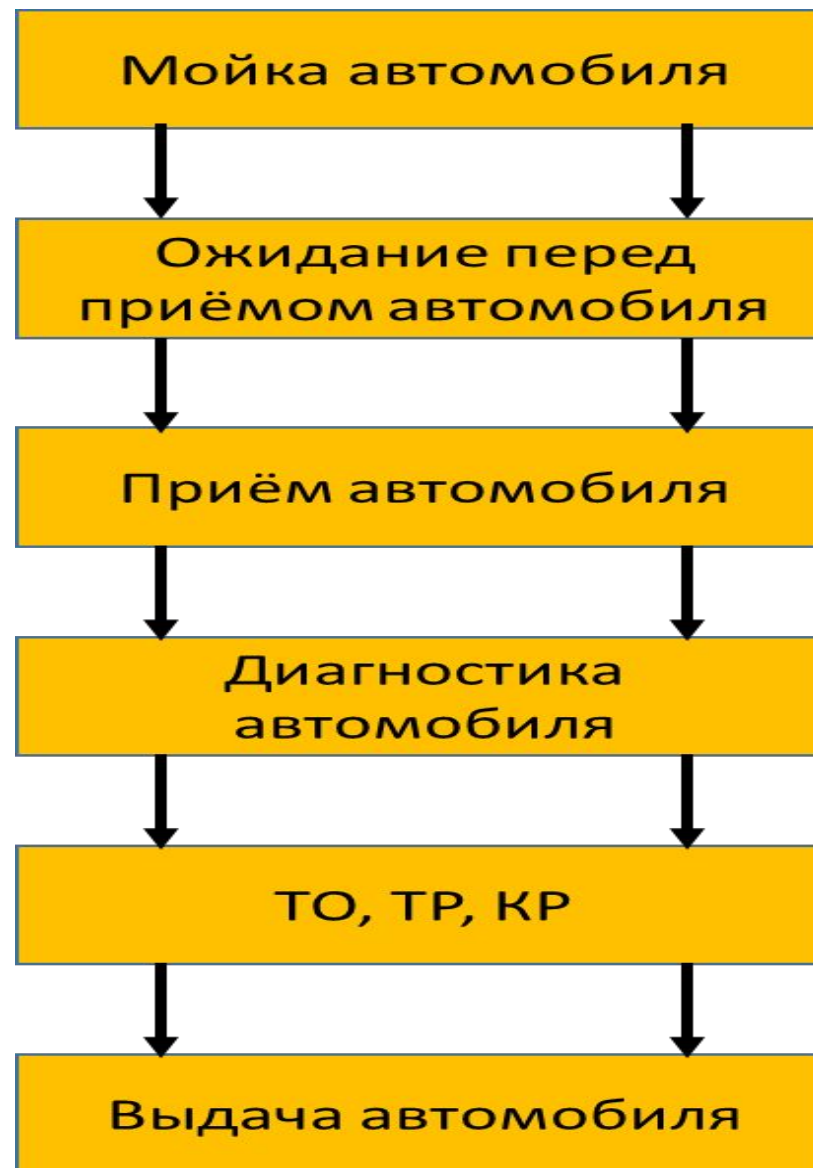 Мойка автомобиля
Ожидание перед
приёмом автомобиля
Приём автомобиля
Диагностика
автомобиля
ТО, ТР, КР
Выдача автомобиля